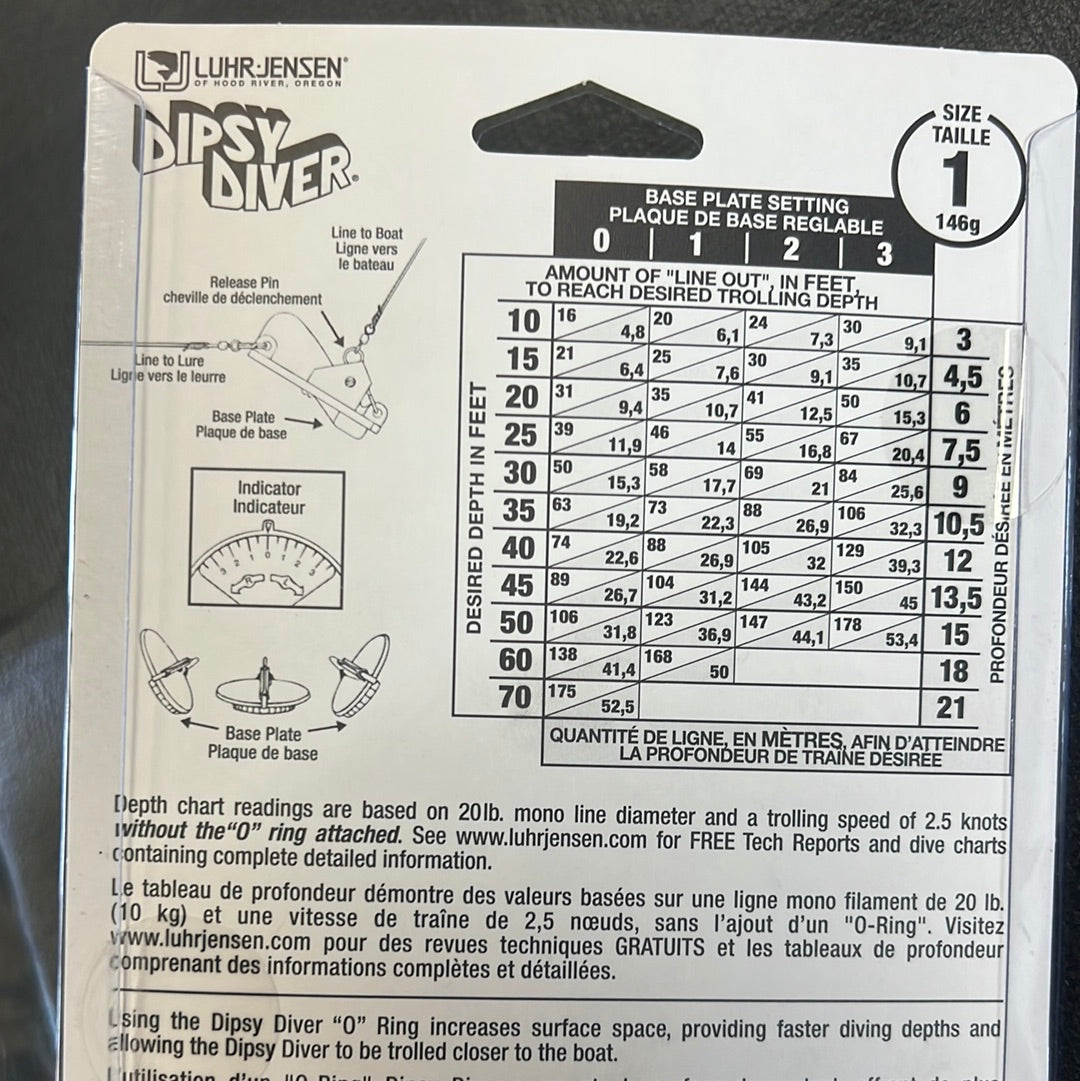 LUHR·JENSEN®
OF HOOD RIVER, OREGON
DIPSY
DIVER®
SIZE
TAILLE
1
146g
Line to Boat
Ligne vers
le bateau
Release Pin
cheville de déclenchement
Line to Lure
Ligne vers le leurre
Base Plate
Plaque de base
Indicator
Indicateur
3 2 1 0 1 2 3
Base Plate
Plaque de base
BASE PLATE SETTING
PLAQUE DE BASE REGLABLE
0 | 1 | 2 | 3
AMOUNT OF "LINE OUT", IN FEET,
TO REACH DESIRED TROLLING DEPTH
DESIRED DEPTH IN FEET
10 16 4,8 20 6,1 24 7,3 30 9,1 3
15 21 6,4 25 7,6 30 9,1 35 10,7 4,5
20 31 9,4 35 10,7 41 12,5 50 15,3 6
25 39 11,9 46 14 55 16,8 67 20,4 7,5
30 50 15,3 58 17,7 69 21 84 25,6 9
35 63 19,2 73 22,3 88 26,9 106 32,3 10,5
40 74 22,6 88 26,9 105 32 129 39,3 12
45 89 26,7 104 31,2 144 43,2 150 45 13,5
50 106 31,8 123 36,9 147 44,1 178 53,4 15
60 138 41,4 168 50 18
70 175 52,5 21
PROFONDEUR DÉSIRÉE EN MÈTRES
QUANTITÉ DE LIGNE, EN MÈTRES, AFIN D'ATTEINDRE
LA PROFONDEUR DE TRAÎNE DÉSIRÉE
Depth chart readings are based on 20lb. mono line diameter and a trolling speed of 2.5 knots
without the "O" ring attached. See www.luhrjensen.com for FREE Tech Reports and dive charts
containing complete detailed information.
Le tableau de profondeur démontre des valeurs basées sur une ligne mono filament de 20 lb.
(10 kg) et une vitesse de traîne de 2,5 nœuds, sans l'ajout d'un "O-Ring". Visitez
www.luhrjensen.com pour des revues techniques GRATUITS et les tableaux de profondeur
comprenant des informations complètes et détaillées.
Using the Dipsy Diver "O" Ring increases surface space, providing faster diving depths and
allowing the Dipsy Diver to be trolled closer to the boat.
L'utilisation d'un "O Ring"